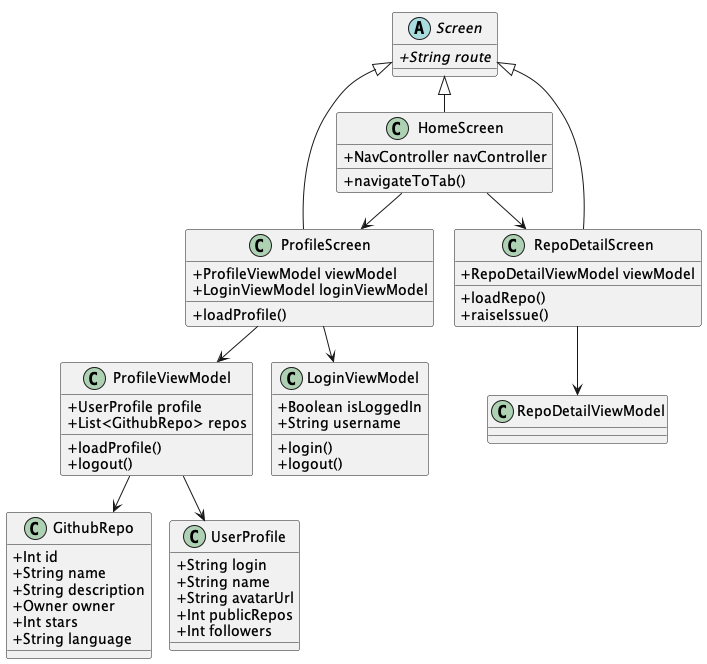 A Screen
+String route
C HomeScreen
+NavController navController
+navigateToTab()
C ProfileScreen
+ProfileViewModel viewModel
+LoginViewModel loginViewModel
+loadProfile()
C RepoDetailScreen
+RepoDetailViewModel viewModel
+loadRepo()
+raiseIssue()
C ProfileViewModel
+UserProfile profile
+List<GithubRepo> repos
+loadProfile()
+logout()
C LoginViewModel
+Boolean isLoggedIn
+String username
+login()
+logout()
C RepoDetailViewModel
C GithubRepo
+Int id
+String name
+String description
+Owner owner
+Int stars
+String language
C UserProfile
+String login
+String name
+String avatarUrl
+Int publicRepos
+Int followers